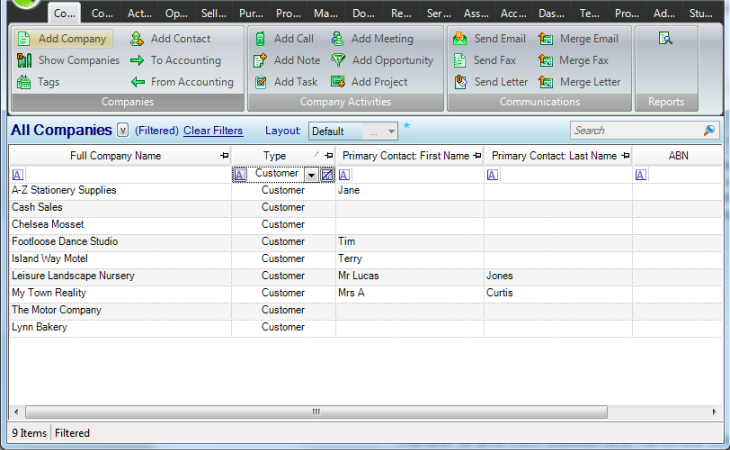 Co... Co... Act... Op... Sell... Pur... Pro... Ma... Do... Re... Ser... Ass... Acc... Das... Te... Pro... Ad... Stu...
Add Company Add Contact Add Call Add Meeting Send Email Merge Email
Show Companies To Accounting Add Note Add Opportunity Send Fax Merge Fax
Tags From Accounting Add Task Add Project Send Letter Merge Letter
Companies Company Activities Communications Reports
All Companies (Filtered) Clear Filters Layout: Default ... * Search
Full Company Name Type Primary Contact: First Name Primary Contact: Last Name ABN
A A Customer A A A
A-Z Stationery Supplies Customer Jane
Cash Sales Customer
Chelsea Mosset Customer
Footloose Dance Studio Customer Tim
Island Way Motel Customer Terry
Leisure Landscape Nursery Customer Mr Lucas Jones
My Town Reality Customer Mrs A Curtis
The Motor Company Customer
Lynn Bakery Customer
9 Items Filtered